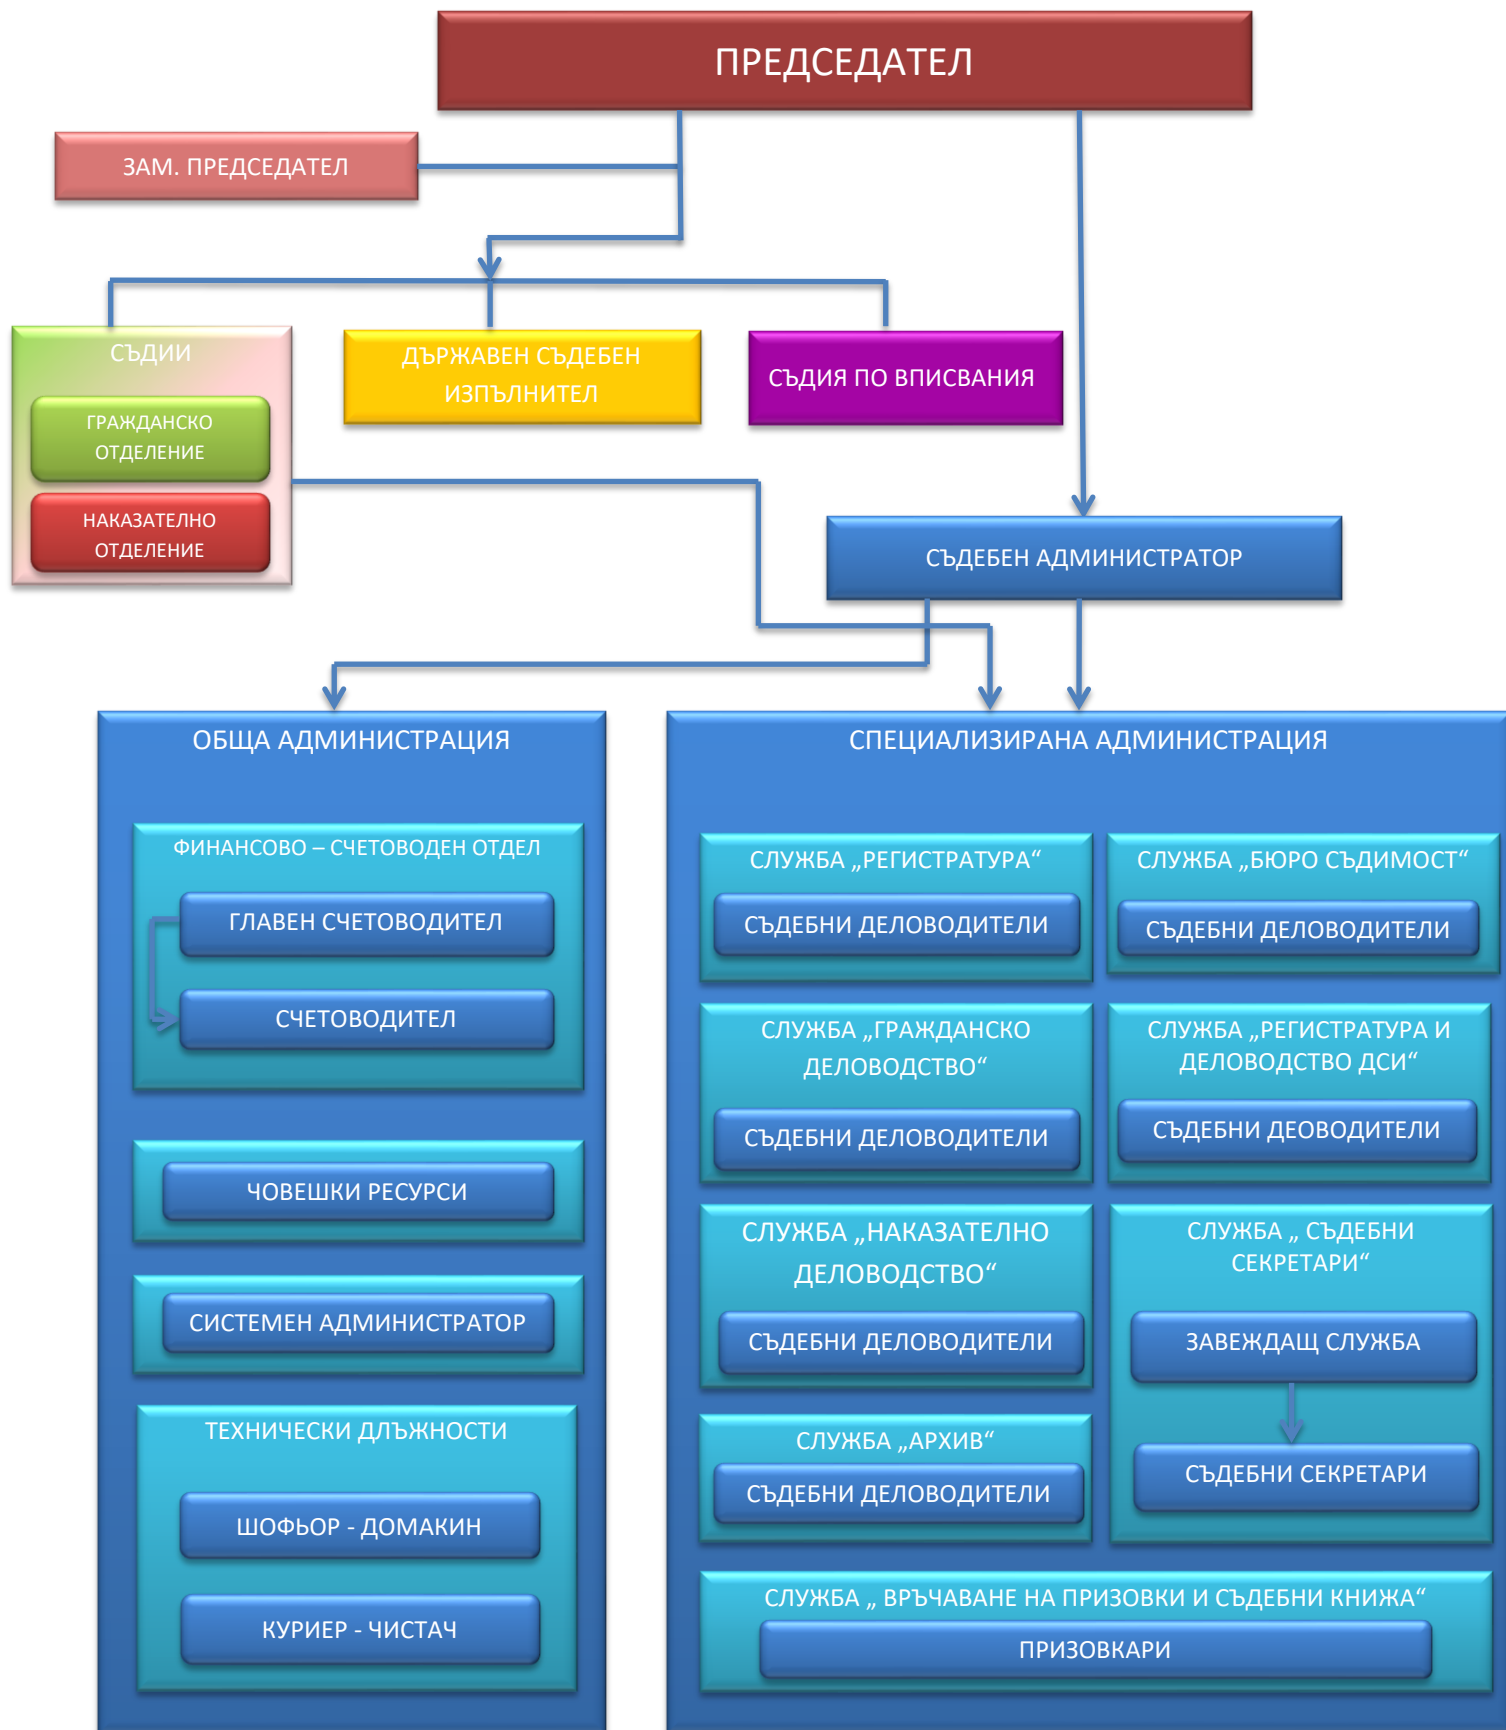 ПРЕДСЕДАТЕЛ
ЗАМ. ПРЕДСЕДАТЕЛ
СЪДИИ
ГРАЖДАНСКО
ОТДЕЛЕНИЕ
НАКАЗАТЕЛНО
ОТДЕЛЕНИЕ
ДЪРЖАВЕН СЪДЕБЕН
ИЗПЪЛНИТЕЛ
СЪДИЯ ПО ВПИСВАНИЯ
СЪДЕБЕН АДМИНИСТРАТОР
ОБЩА АДМИНИСТРАЦИЯ
ФИНАНСОВО – СЧЕТОВОДЕН ОТДЕЛ
ГЛАВЕН СЧЕТОВОДИТЕЛ
СЧЕТОВОДИТЕЛ
ЧОВЕШКИ РЕСУРСИ
СИСТЕМЕН АДМИНИСТРАТОР
ТЕХНИЧЕСКИ ДЛЪЖНОСТИ
ШОФЬОР - ДОМАКИН
КУРИЕР - ЧИСТАЧ
СПЕЦИАЛИЗИРАНА АДМИНИСТРАЦИЯ
СЛУЖБА „РЕГИСТРАТУРА“
СЪДЕБНИ ДЕЛОВОДИТЕЛИ
СЛУЖБА „БЮРО СЪДИМОСТ“
СЪДЕБНИ ДЕЛОВОДИТЕЛИ
СЛУЖБА „ГРАЖДАНСКО
ДЕЛОВОДСТВО“
СЪДЕБНИ ДЕЛОВОДИТЕЛИ
СЛУЖБА „РЕГИСТРАТУРА И
ДЕЛОВОДСТВО ДСИ“
СЪДЕБНИ ДЕОВОДИТЕЛИ
СЛУЖБА „НАКАЗАТЕЛНО
ДЕЛОВОДСТВО“
СЪДЕБНИ ДЕЛОВОДИТЕЛИ
СЛУЖБА „ СЪДЕБНИ
СЕКРЕТАРИ“
ЗАВЕЖДАЩ СЛУЖБА
СЪДЕБНИ СЕКРЕТАРИ
СЛУЖБА „АРХИВ“
СЪДЕБНИ ДЕЛОВОДИТЕЛИ
СЛУЖБА „ ВРЪЧАВАНЕ НА ПРИЗОВКИ И СЪДЕБНИ КНИЖА“
ПРИЗОВКАРИ